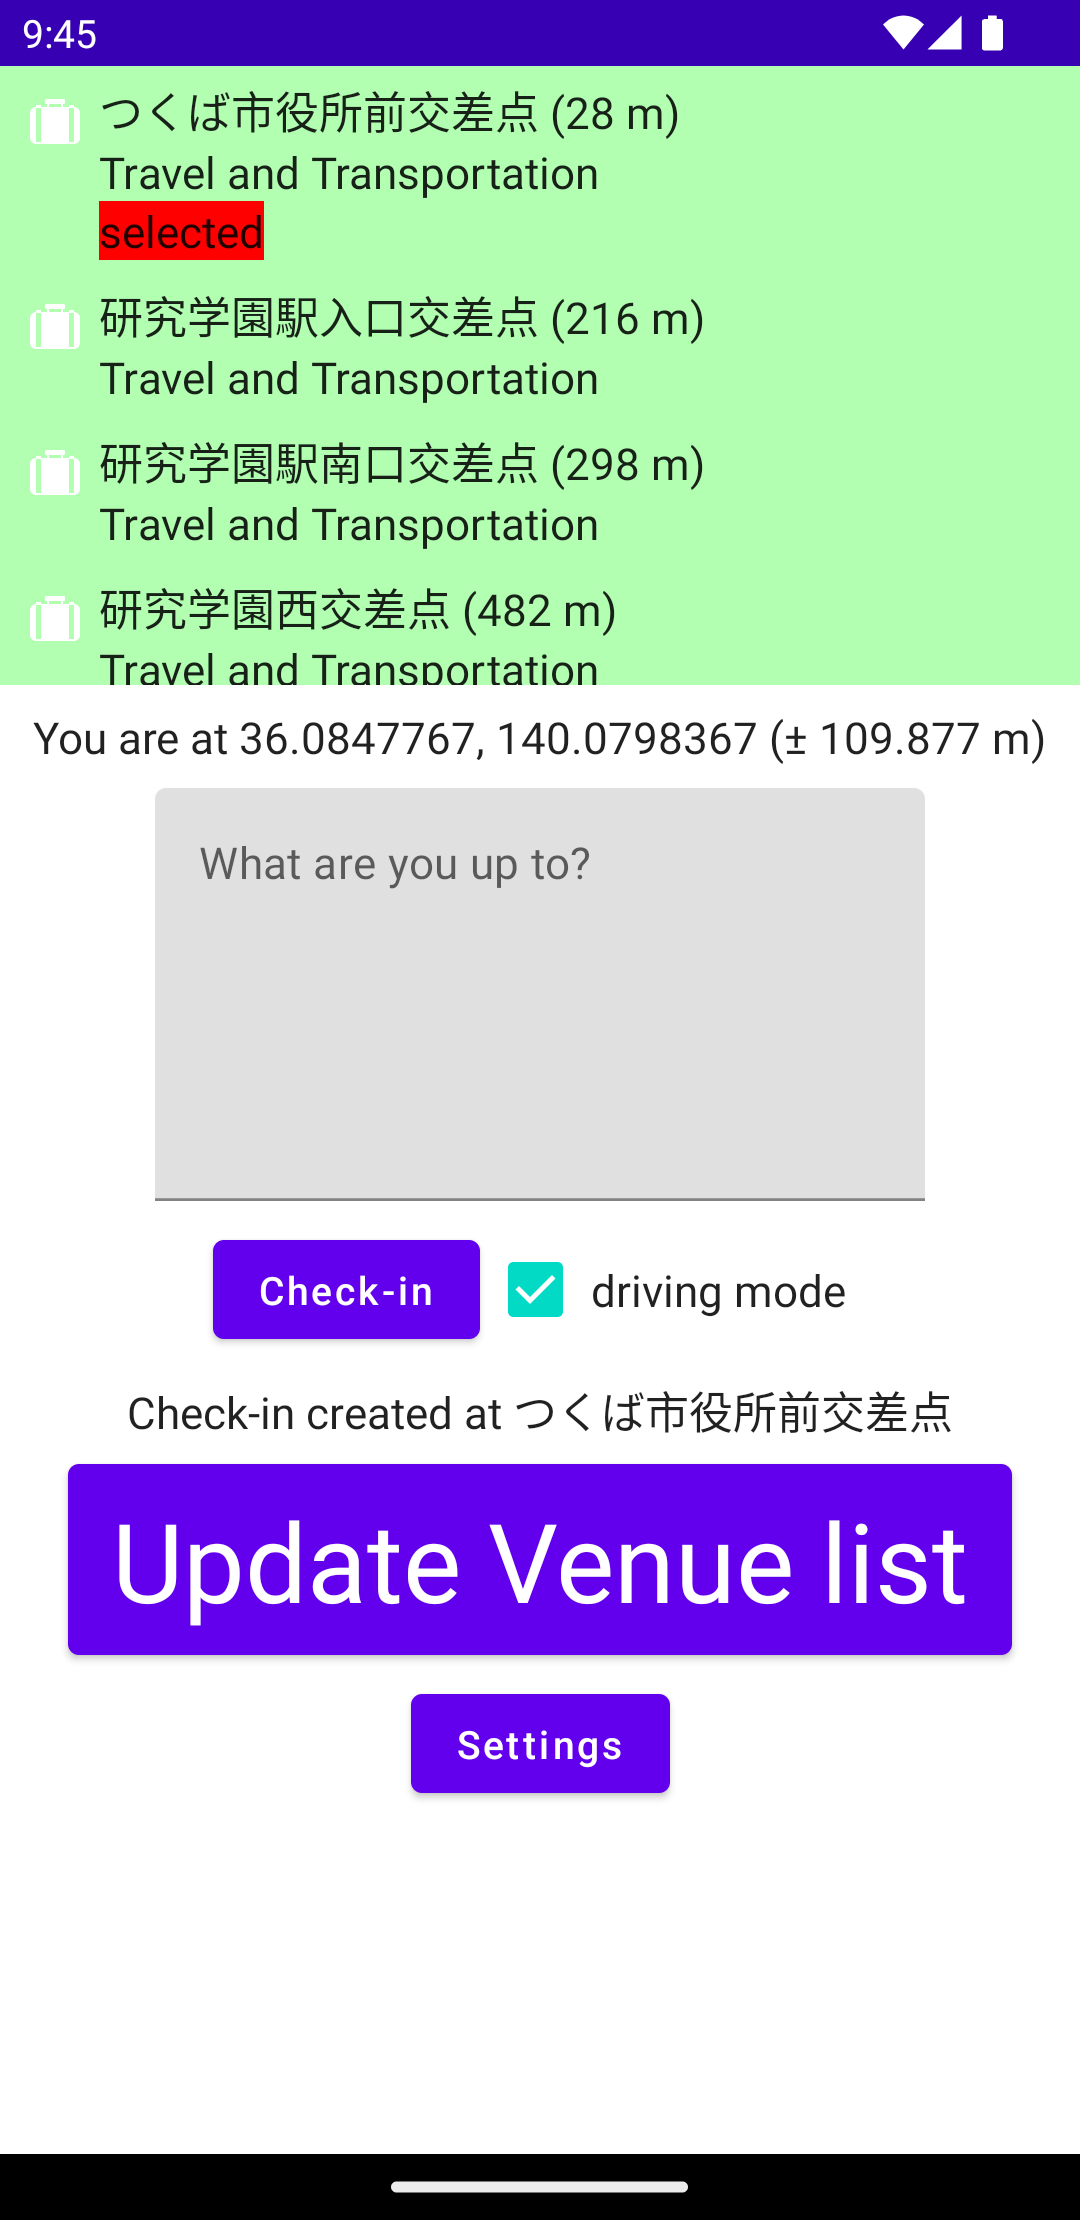 9:45
つくば市役所前交差点 (28 m)
Travel and Transportation
selected
研究学園駅入口交差点 (216 m)
Travel and Transportation
研究学園駅南口交差点 (298 m)
Travel and Transportation
研究学園西交差点 (482 m)
Travel and Transportation
You are at 36.0847767, 140.0798367 (± 109.877 m)
What are you up to?
Check-in
driving mode
Check-in created at つくば市役所前交差点
Update Venue list
Settings